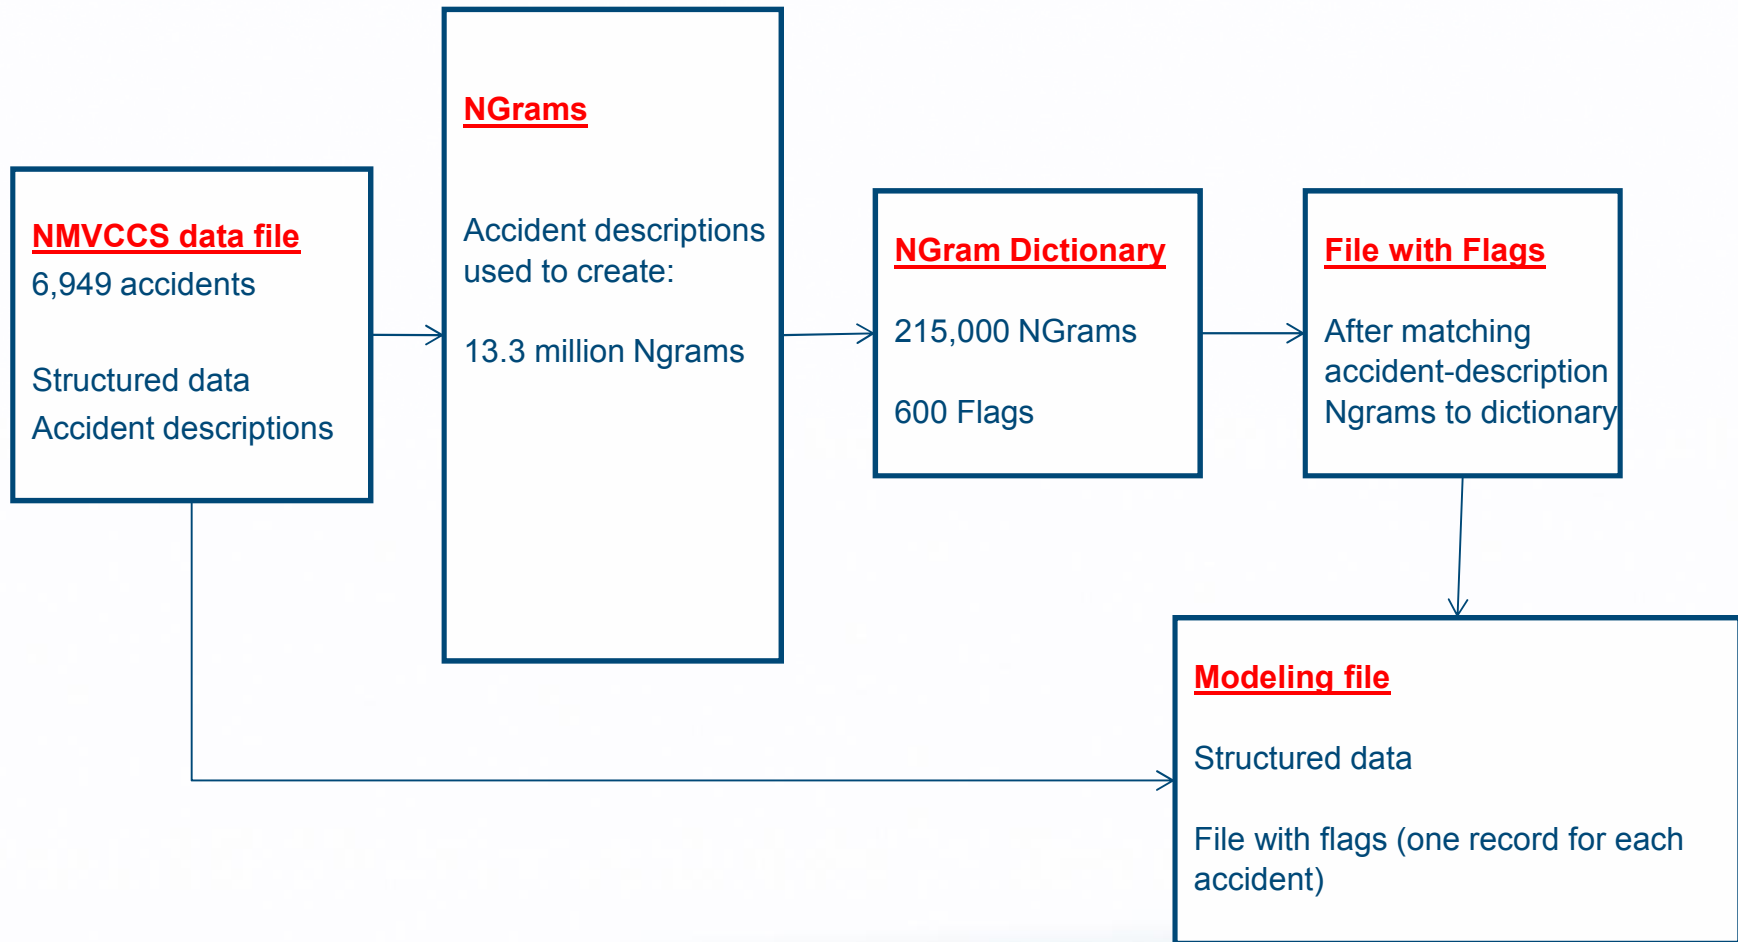 NMVCCS data file
6,949 accidents
Structured data
Accident descriptions
NGrams
Accident descriptions
used to create:
13.3 million Ngrams
NGram Dictionary
215,000 NGrams
600 Flags
File with Flags
After matching
accident-description
Ngrams to dictionary
Modeling file
Structured data
File with flags (one record for each
accident)